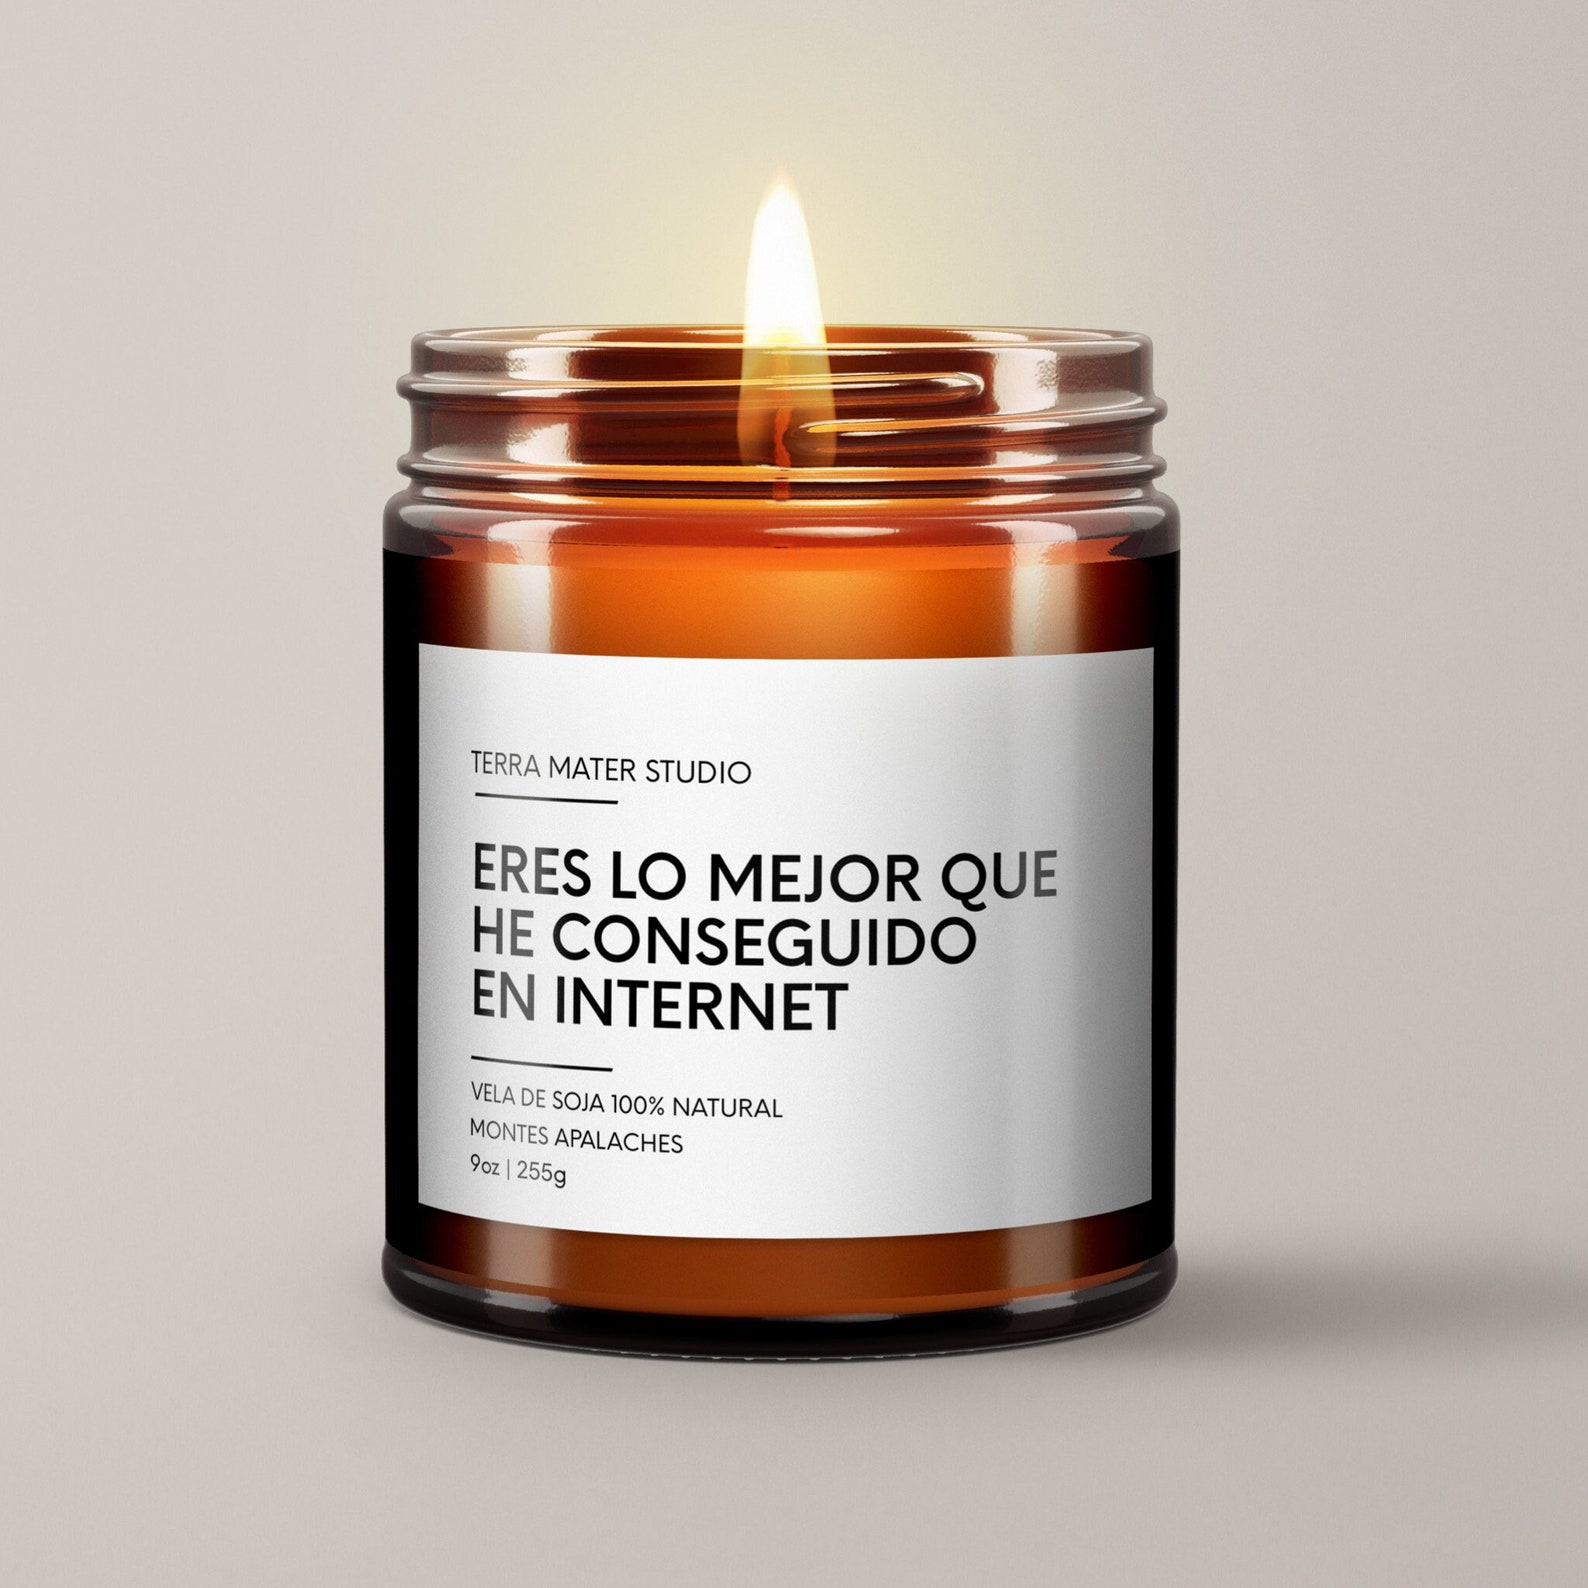 TERRA MATER STUDIO
ERES LO MEJOR QUE
HE CONSEGUIDO
EN INTERNET
VELA DE SOJA 100% NATURAL
MONTES APALACHES
9oz | 255g